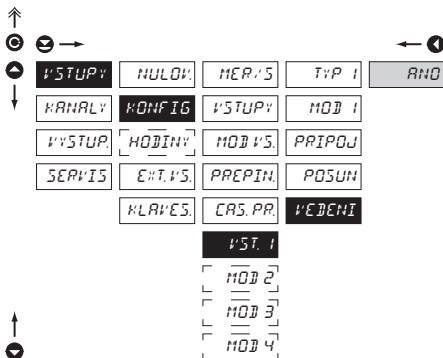 VSTUPY NULOV. MER/S TYP 1 ANO
KANALY KONFIG VSTUPY MOD 1
VYSTUP. HODINY MOD VS. PRIPOJ
SERVIS EXT. VS. PREPIN. POSUN
KLAVES. CAS. PR. VEDENI
VST. 1
MOD 2
MOD 3
MOD 4